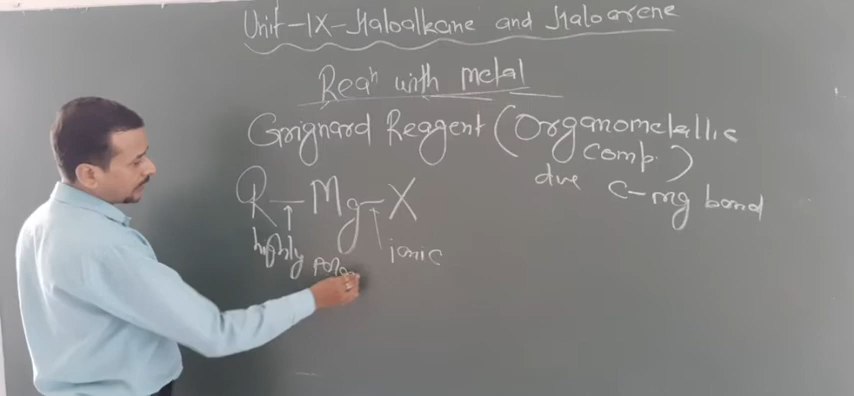 Unit-IX-Haloalkane and Haloarene
Reaⁿ with metal
Grignard Reagent (Organometallic
comp.)
due C-mg bond
R-Mg-X
highly ionic
polar